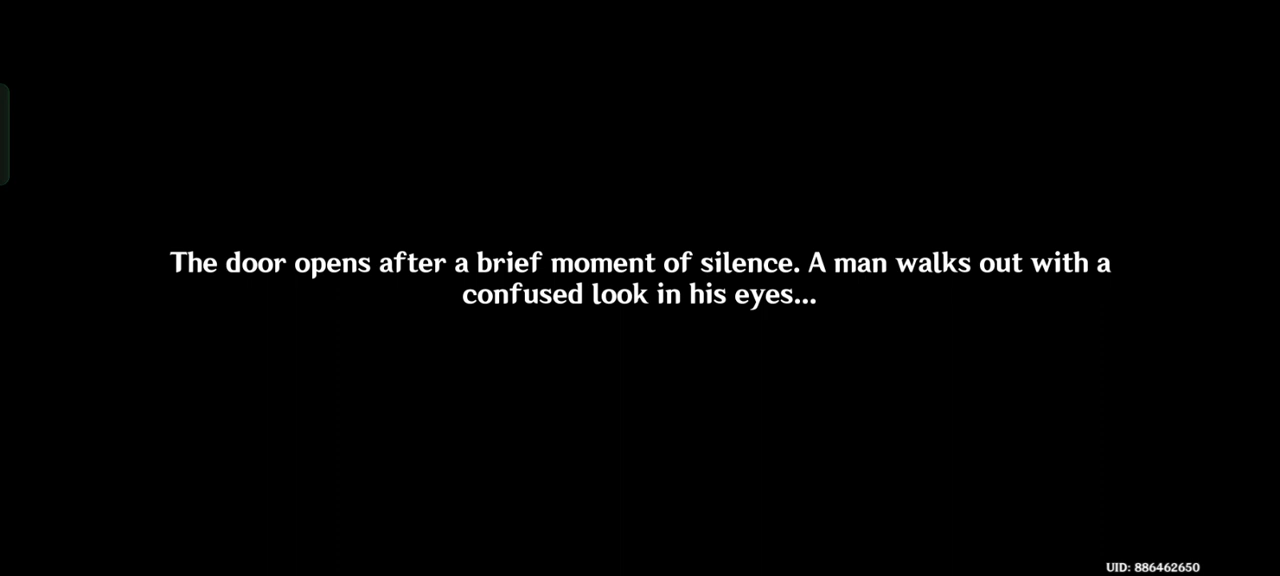 The door opens after a brief moment of silence. A man walks out with a
confused look in his eyes...
UID: 886462650